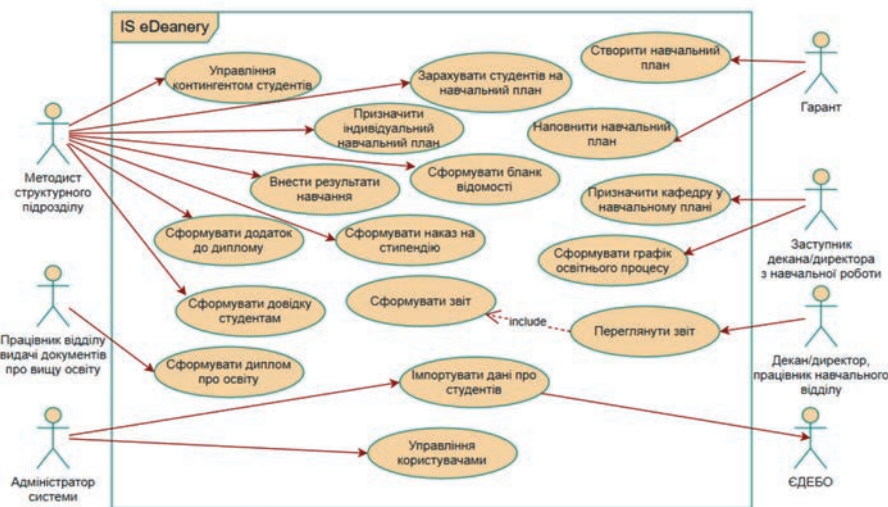 IS eDeanery
Управління
контингентом студентів
Зарахувати студентів на
навчальний план
Створити навчальний
план
Гарант
Призначити
індивідуальний
навчальний план
Наповнити навчальний
план
Методист
структурного
підрозділу
Внести результати
навчання
Сформувати бланк
відомості
Призначити кафедру у
навчальному плані
Заступник
декана/директора
з навчальної роботи
Сформувати додаток
до диплому
Сформувати наказ на
стипендію
Сформувати графік
освітнього процесу
Сформувати довідку
студентам
Сформувати звіт
include
Переглянути звіт
Працівник відділу
видачі документів
про вищу освіту
Декан/директор,
працівник навчального
відділу
Сформувати диплом
про освіту
Імпортувати дані про
студентів
Управління
користувачами
Адміністратор
системи
ЄДЕБО